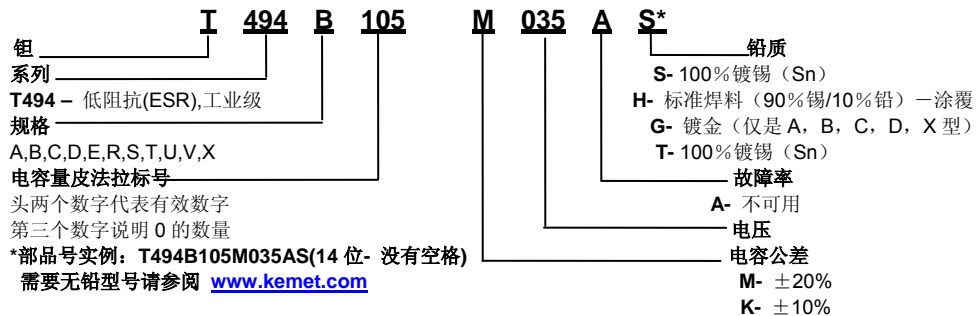 T 494 B 105 M 035 A S*
钽
系列
T494 – 低阻抗(ESR),工业级
规格
A,B,C,D,E,R,S,T,U,V,X
电容量皮法拉标号
头两个数字代表有效数字
第三个数字说明 0 的数量
*部品号实例：T494B105M035AS(14 位- 没有空格)
需要无铅型号请参阅 www.kemet.com
铅质
S- 100％镀锡（Sn）
H- 标准焊料（90％锡/10％铅）－涂覆
G- 镀金（仅是 A，B，C，D，X 型）
T- 100％镀锡（Sn）
故障率
A- 不可用
电压
电容公差
M- ±20%
K- ±10%